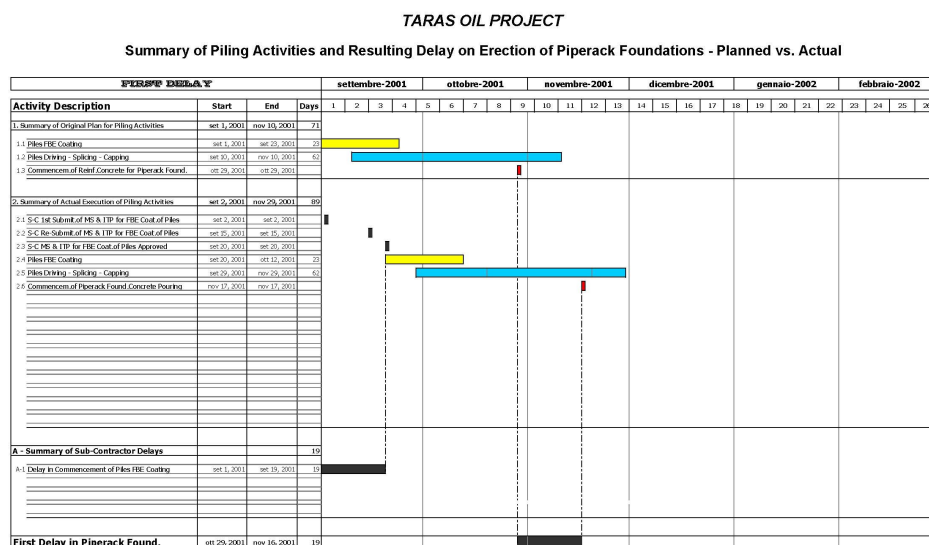 TARAS OIL PROJECT
Summary of Piling Activities and Resulting Delay on Erection of Piperack Foundations - Planned vs. Actual
FIRST DELAY settembre-2001 ottobre-2001 novembre-2001 dicembre-2001 gennaio-2002 febbraio-2002
Activity Description Start End Days 1 2 3 4 5 6 7 8 9 10 11 12 13 14 15 16 17 18 19 20 21 22 23 24 25
1. Summary of Original Plan for Piling Activities set 1, 2001 nov 10, 2001 71
1.1 Piles FBE Coating set 1, 2001 set 23, 2001 23
1.2 Piles Driving - Splicing - Capping set 10, 2001 nov 10, 2001 62
1.3 Commencem.of Reinf.Concrete for Piperack Found. ott 29, 2001 ott 29, 2001
2. Summary of Actual Execution of Piling Activities set 2, 2001 nov 29, 2001 89
2.1 S-C 1st Submit.of MS & ITP for FBE Coat.of Piles set 2, 2001 set 2, 2001
2.2 S-C Re-Submit.of MS & ITP for FBE Coat.of Piles set 15, 2001 set 15, 2001
2.3 S-C MS & ITP for FBE Coat.of Piles Approved set 20, 2001 set 20, 2001
2.4 Piles FBE Coating set 20, 2001 ott 12, 2001 23
2.5 Piles Driving - Splicing - Capping set 29, 2001 nov 29, 2001 62
2.6 Commencem.of Piperack Found.Concrete Pouring nov 17, 2001 nov 17, 2001
A - Summary of Sub-Contractor Delays 19
A-1 Delay in Commencement of Piles FBE Coating set 1, 2001 set 19, 2001 19
First Delay in Piperack Found. ott 29, 2001 nov 16, 2001 19